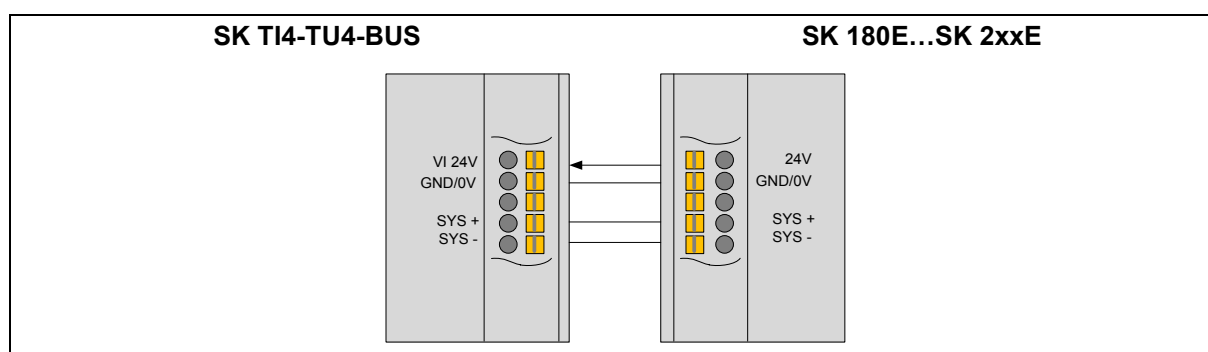 SK TI4-TU4-BUS SK 180E…SK 2xxE
VI 24V 24V
GND/0V GND/0V
SYS + SYS +
SYS - SYS -